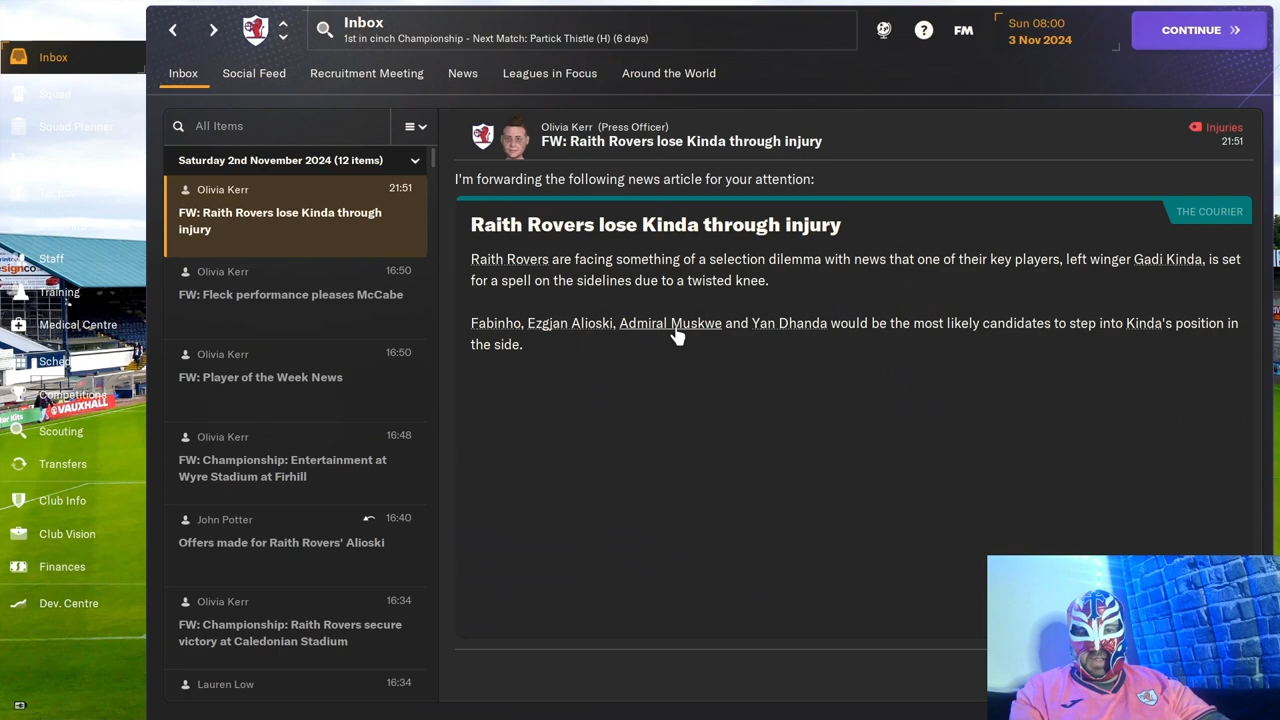 Inbox
1st in cinch Championship - Next Match: Partick Thistle (H) (6 days)
FM
Sun 08:00
3 Nov 2024
CONTINUE
Inbox
Squad
Squad Planner
Staff
Training
Medical Centre
Sched
Competitions
Scouting
Transfers
Club Info
Club Vision
Finances
Dev. Centre
Inbox
Social Feed
Recruitment Meeting
News
Leagues in Focus
Around the World
All Items
Saturday 2nd November 2024 (12 items)
Olivia Kerr
21:51
FW: Raith Rovers lose Kinda through
injury
Olivia Kerr
16:50
FW: Fleck performance pleases McCabe
Olivia Kerr
16:50
FW: Player of the Week News
Olivia Kerr
16:48
FW: Championship: Entertainment at
Wyre Stadium at Firhill
John Potter
16:40
Offers made for Raith Rovers' Alioski
Olivia Kerr
16:34
FW: Championship: Raith Rovers secure
victory at Caledonian Stadium
Lauren Low
16:34
Olivia Kerr (Press Officer)
FW: Raith Rovers lose Kinda through injury
Injuries
21:51
I'm forwarding the following news article for your attention:
THE COURIER
Raith Rovers lose Kinda through injury
Raith Rovers are facing something of a selection dilemma with news that one of their key players, left winger Gadi Kinda, is set
for a spell on the sidelines due to a twisted knee.
Fabinho, Ezgjan Alioski, Admiral Muskwe and Yan Dhanda would be the most likely candidates to step into Kinda's position in
the side.
VAUXHALL